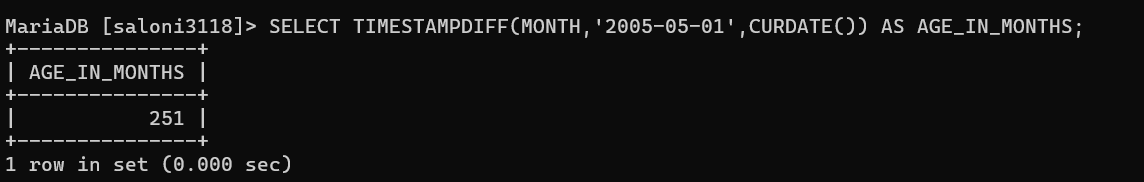 MariaDB [saloni3118]> SELECT TIMESTAMPDIFF(MONTH,'2005-05-01',CURDATE()) AS AGE_IN_MONTHS;
+---------------+
| AGE_IN_MONTHS |
+---------------+
|           251 |
+---------------+
1 row in set (0.000 sec)